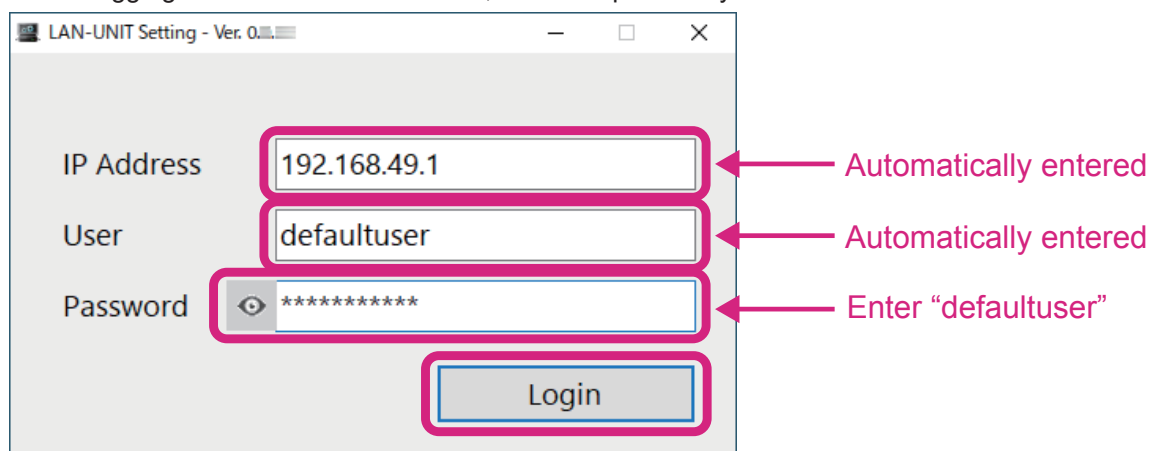 LAN-UNIT Setting - Ver. 0.
IP Address 192.168.49.1 Automatically entered
User defaultuser Automatically entered
Password *********** Enter “defaultuser”
Login